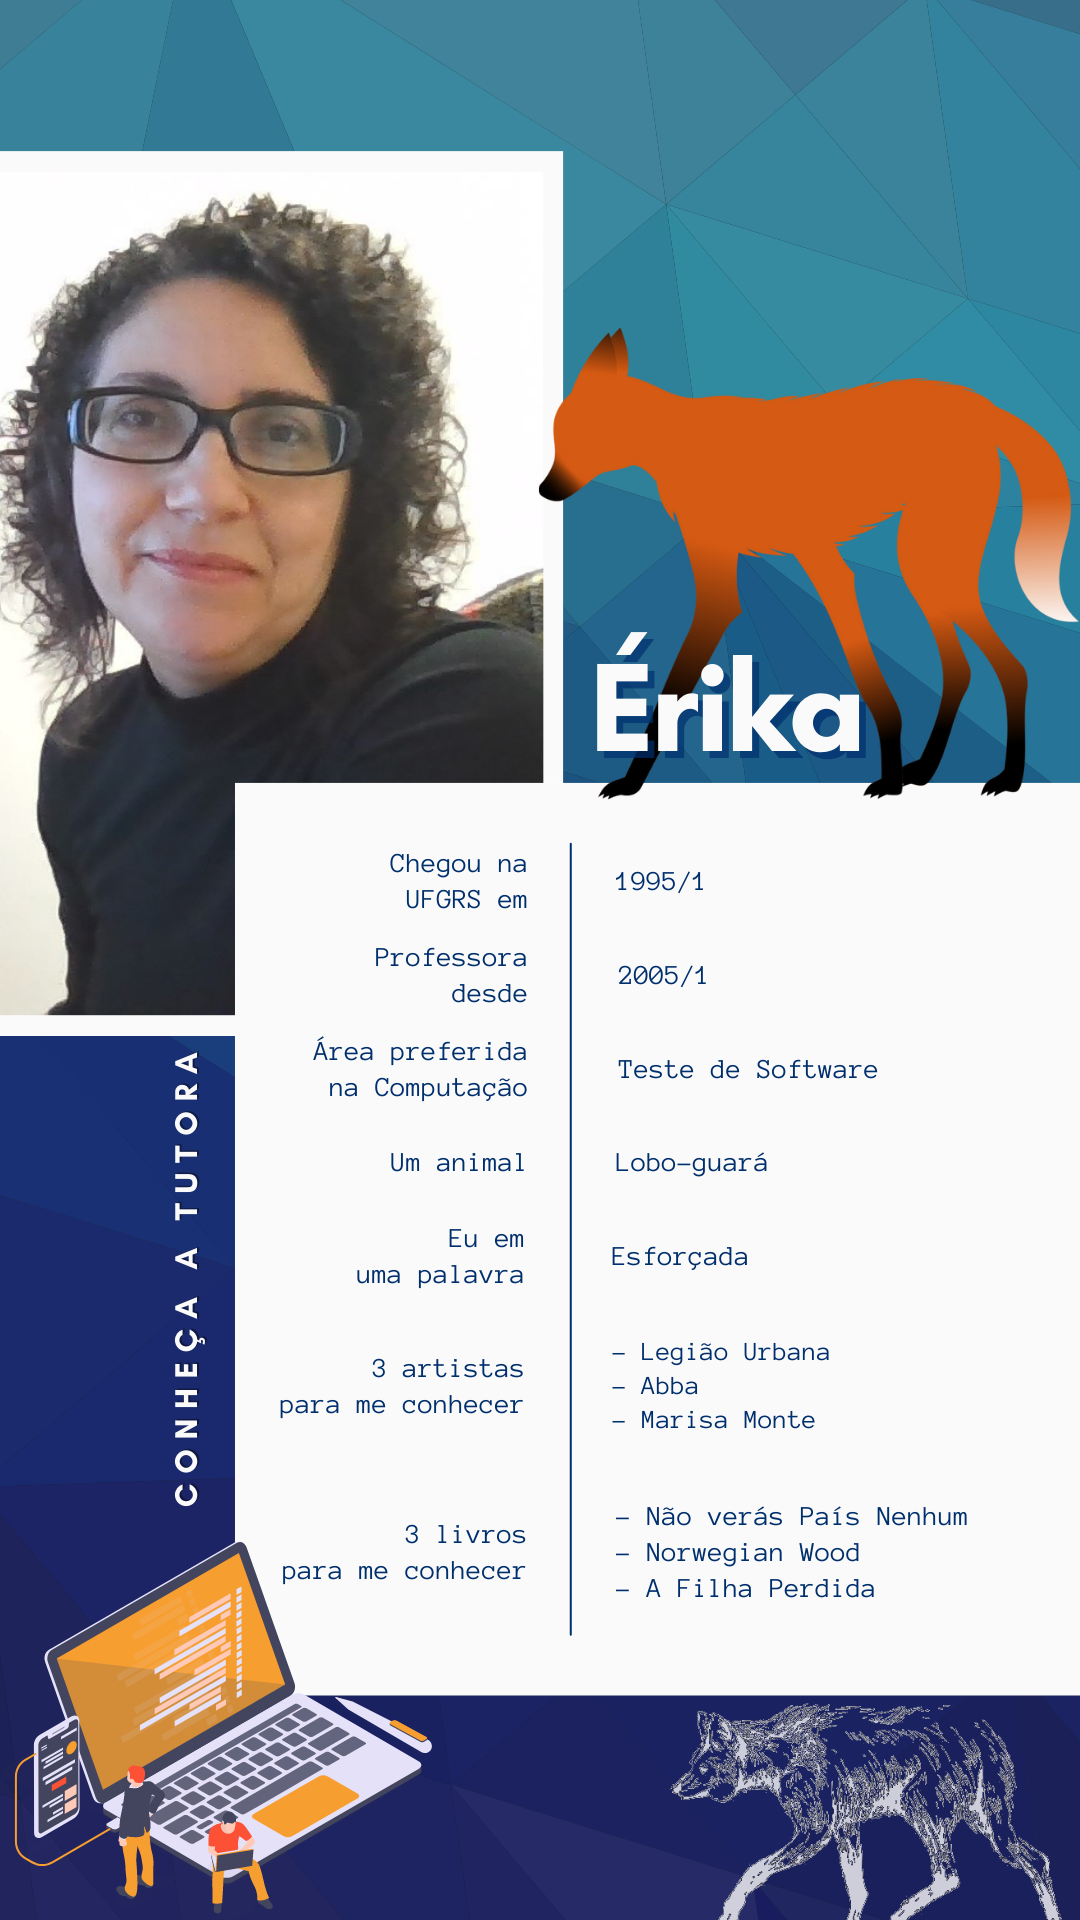 Érika
Chegou na
UFGRS em
1995/1
Professora
desde
2005/1
Área preferida
na Computação
Teste de Software
Um animal
Lobo-guará
Eu em
uma palavra
Esforçada
3 artistas
para me conhecer
- Legião Urbana
- Abba
- Marisa Monte
3 livros
para me conhecer
- Não verás País Nenhum
- Norwegian Wood
- A Filha Perdida
CONHEÇA A TUTORA